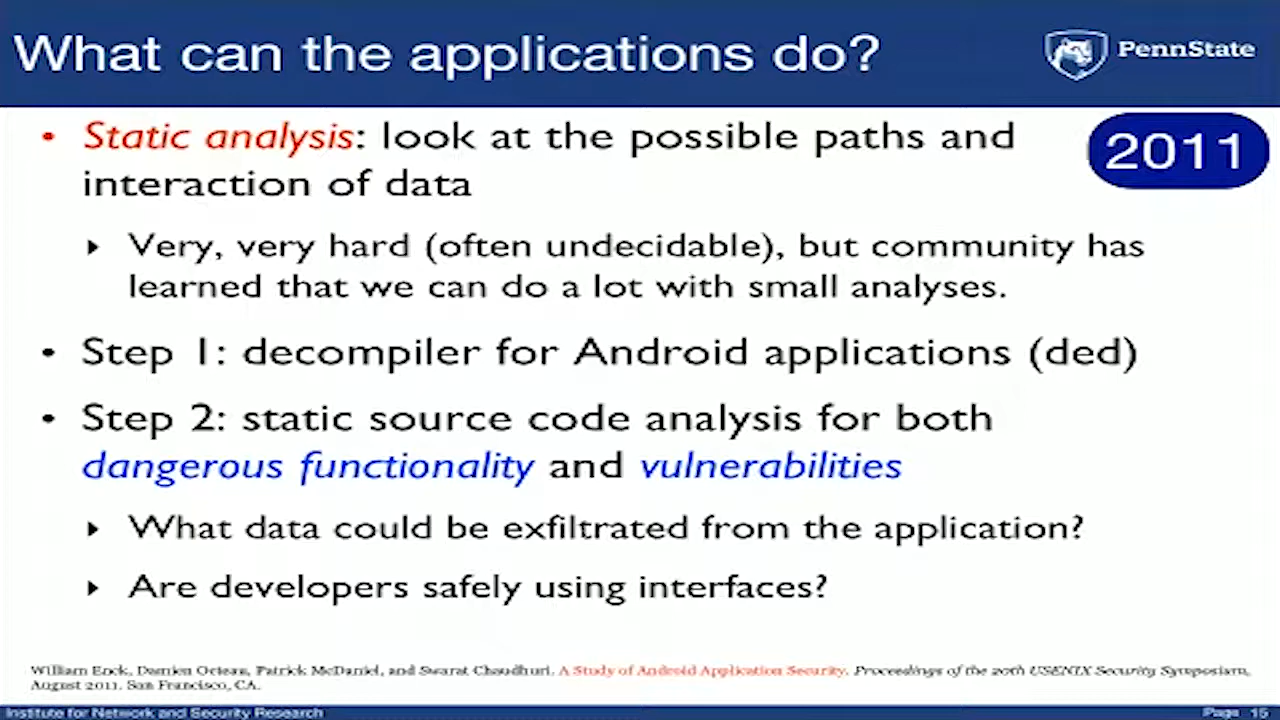 What can the applications do?
PennState
2011
• Static analysis: look at the possible paths and
interaction of data
‣ Very, very hard (often undecidable), but community has
learned that we can do a lot with small analyses.
• Step 1: decompiler for Android applications (ded)
• Step 2: static source code analysis for both
dangerous functionality and vulnerabilities
‣ What data could be exfiltrated from the application?
‣ Are developers safely using interfaces?
William Enck, Damien Octeau, Patrick McDaniel, and Swarat Chaudhuri. A Study of Android Application Security. Proceedings of the 20th USENIX Security Symposium,
August 2011. San Francisco, CA.
Institute for Network and Security Research
Page 15